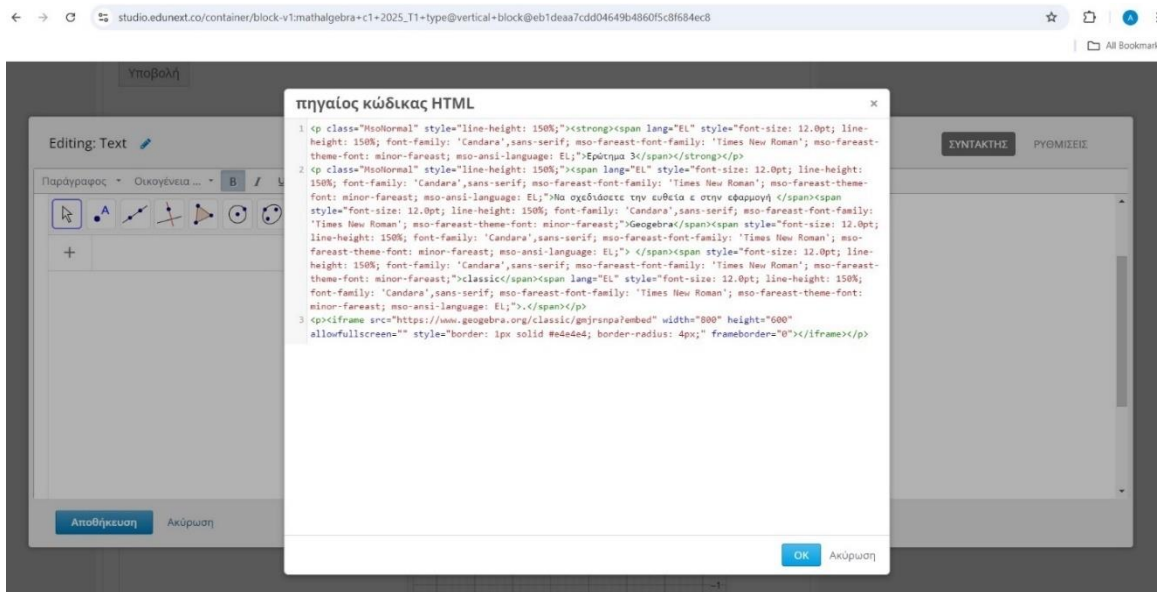 studio.edunext.co/container/block-v1:mathalgebra+c1+2025_T1+type@vertical+block@eb1deaa7cdd04649b4860f5c8f684ec8
A
All Bookmark
Υποβολή
πηγαίος κώδικας HTML
×
Editing: Text
ΣΥΝΤΑΚΤΗΣ ΡΥΘΜΙΣΕΙΣ
Παράγραφος Οικογένεια ... B I U
A
1 <p class="MsoNormal" style="line-height: 150%;"><strong><span lang="EL" style="font-size: 12.0pt; line-
height: 150%; font-family: 'Candara',sans-serif; mso-fareast-font-family: 'Times New Roman'; mso-fareast-
theme-font: minor-fareast; mso-ansi-language: EL;">Ερώτημα 3</span></strong></p>
2 <p class="MsoNormal" style="line-height: 150%;"><span lang="EL" style="font-size: 12.0pt; line-height:
150%; font-family: 'Candara',sans-serif; mso-fareast-font-family: 'Times New Roman'; mso-fareast-theme-
font: minor-fareast; mso-ansi-language: EL;">Να σχεδιάσετε την ευθεία ε στην εφαρμογή </span><span
style="font-size: 12.0pt; line-height: 150%; font-family: 'Candara',sans-serif; mso-fareast-font-family:
'Times New Roman'; mso-fareast-theme-font: minor-fareast;">Geogebra</span><span style="font-size: 12.0pt;
line-height: 150%; font-family: 'Candara',sans-serif; mso-fareast-font-family: 'Times New Roman'; mso-
fareast-theme-font: minor-fareast; mso-ansi-language: EL;"> </span><span style="font-size: 12.0pt; line-
height: 150%; font-family: 'Candara',sans-serif; mso-fareast-font-family: 'Times New Roman'; mso-fareast-
theme-font: minor-fareast;">classic</span><span lang="EL" style="font-size: 12.0pt; line-height: 150%;
font-family: 'Candara',sans-serif; mso-fareast-font-family: 'Times New Roman'; mso-fareast-theme-font:
minor-fareast; mso-ansi-language: EL;">.</span></p>
3 <p><iframe src="https://www.geogebra.org/classic/gmjrsnpa?embed" width="800" height="600"
allowfullscreen="" style="border: 1px solid #e4e4e4; border-radius: 4px;" frameborder="0"></iframe></p>
Αποθήκευση Ακύρωση
OK Ακύρωση
-1